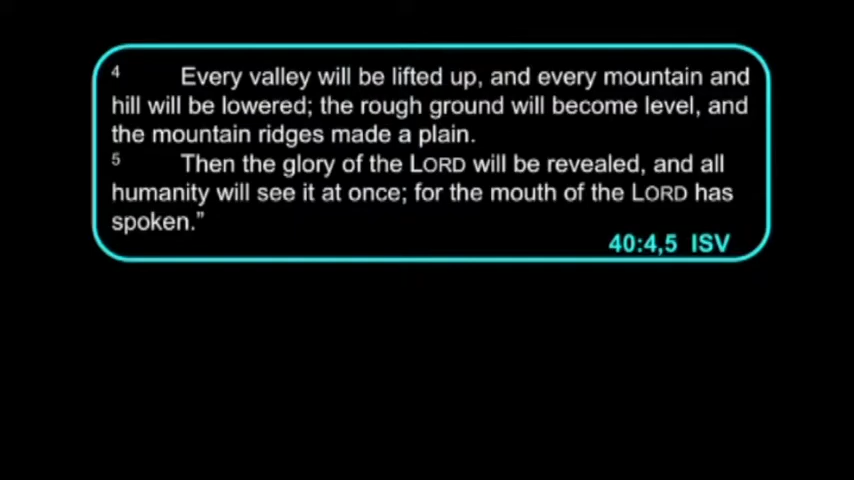 4 Every valley will be lifted up, and every mountain and
hill will be lowered; the rough ground will become level, and
the mountain ridges made a plain.
5 Then the glory of the LORD will be revealed, and all
humanity will see it at once; for the mouth of the LORD has
spoken.”
40:4,5 ISV